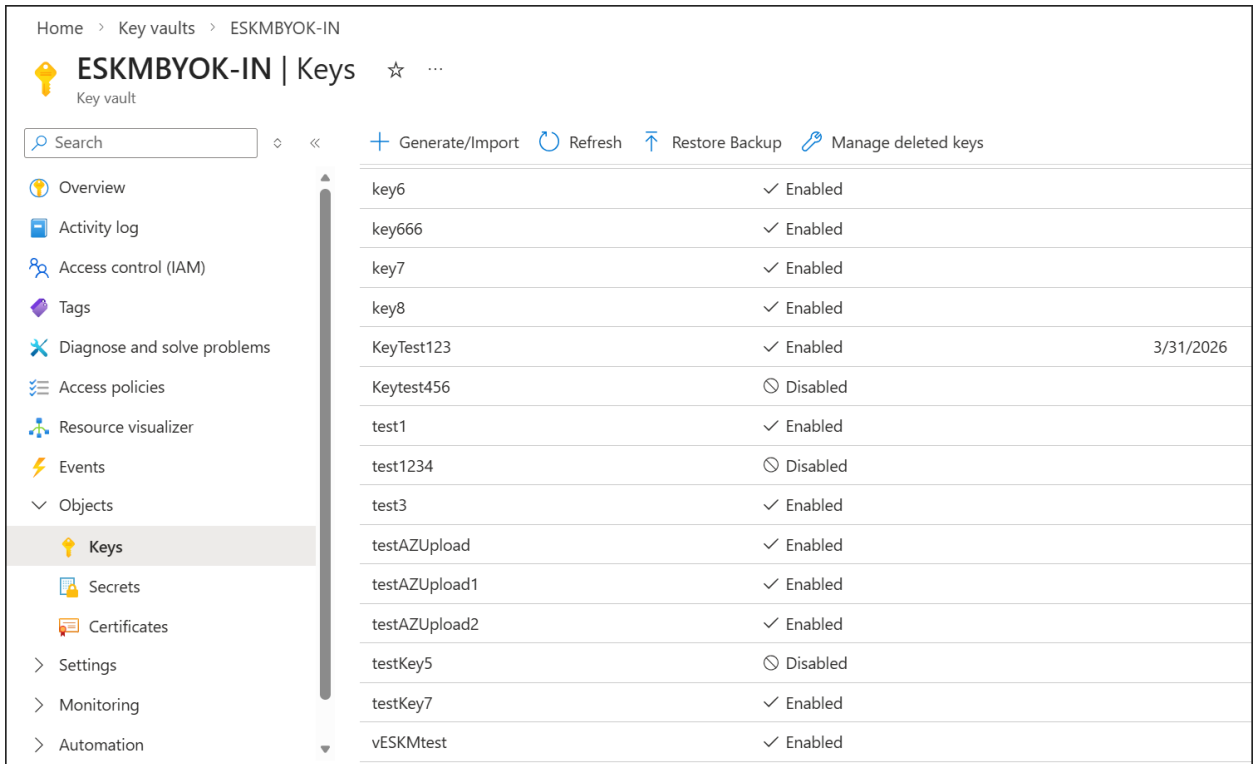 Home > Key vaults > ESKMBYOK-IN
ESKMBYOK-IN | Keys ☆ ···
Key vault
Search
Generate/Import Refresh Restore Backup Manage deleted keys
Overview
Activity log
Access control (IAM)
Tags
Diagnose and solve problems
Access policies
Resource visualizer
Events
Objects
Keys
Secrets
Certificates
Settings
Monitoring
Automation
key6 Enabled
key666 Enabled
key7 Enabled
key8 Enabled
KeyTest123 Enabled 3/31/2026
Keytest456 Disabled
test1 Enabled
test1234 Disabled
test3 Enabled
testAZUpload Enabled
testAZUpload1 Enabled
testAZUpload2 Enabled
testKey5 Disabled
testKey7 Enabled
vESKMtest Enabled